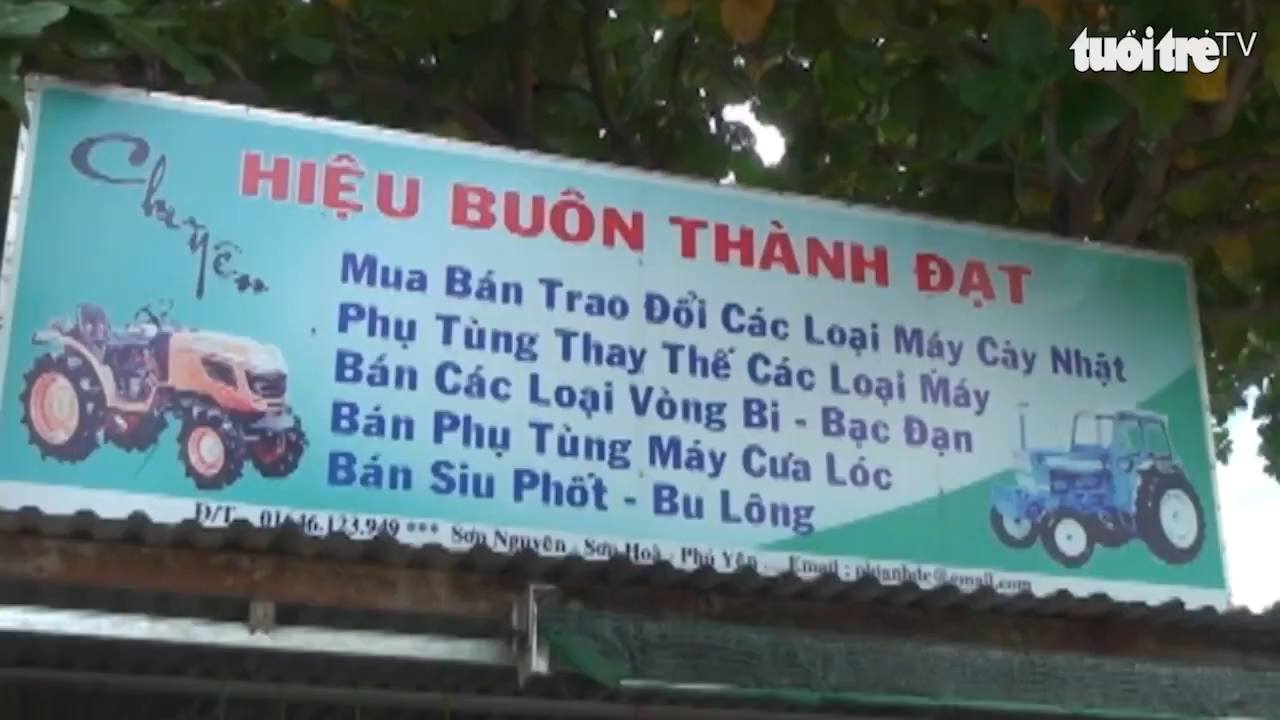 tuổi trẻ TV
Chuyên
HIỆU BUÔN THÀNH ĐẠT
Mua Bán Trao Đổi Các Loại Máy Cày Nhật
Phụ Tùng Thay Thế Các Loại Máy
Bán Các Loại Vòng Bi - Bạc Đạn
Bán Phụ Tùng Máy Cưa Lóc
Bán Siu Phốt - Bu Lông
Đ/T *** Sơn Nguyên - Sơn Hoà - Phú Yên Email :